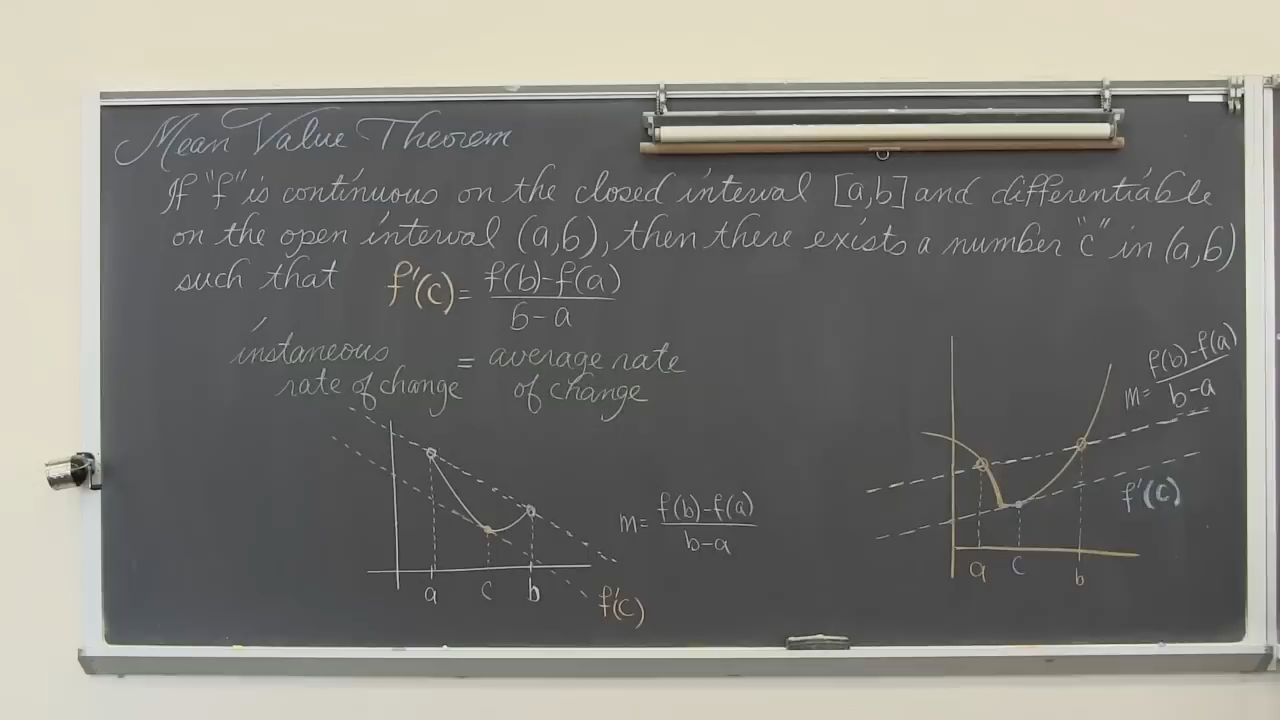 Mean Value Theorem
If "f" is continuous on the closed interval [a,b] and differentiable
on the open interval (a,b), then there exists a number "c" in (a,b)
such that f'(c) = f(b)-f(a)
b-a
instaneous = average rate
rate of change of change
m= f(b)-f(a)
b-a
a c b
f'(c)
m= f(b)-f(a)
b-a
f'(c)
a c b